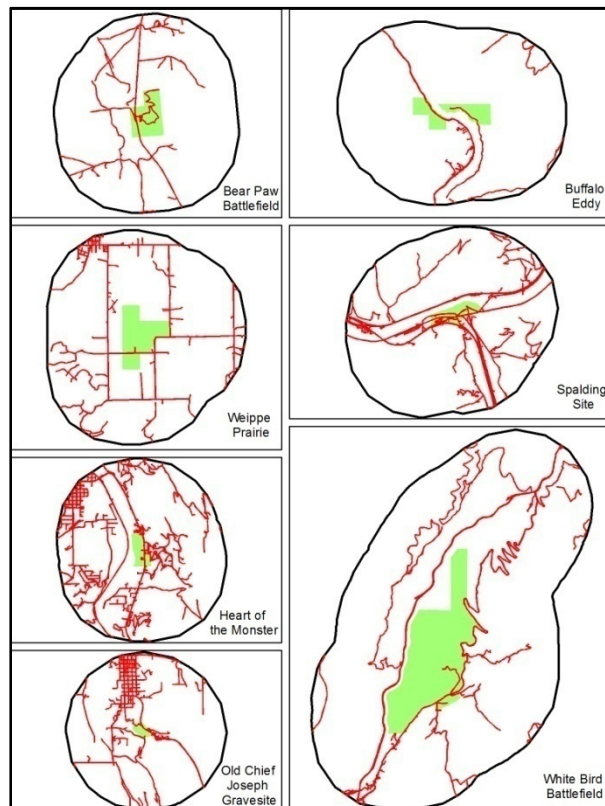 Bear Paw
Battlefield
Buffalo
Eddy
Weippe
Prairie
Spalding
Site
Heart of
the Monster
Old Chief
Joseph
Gravesite
White Bird
Battlefield